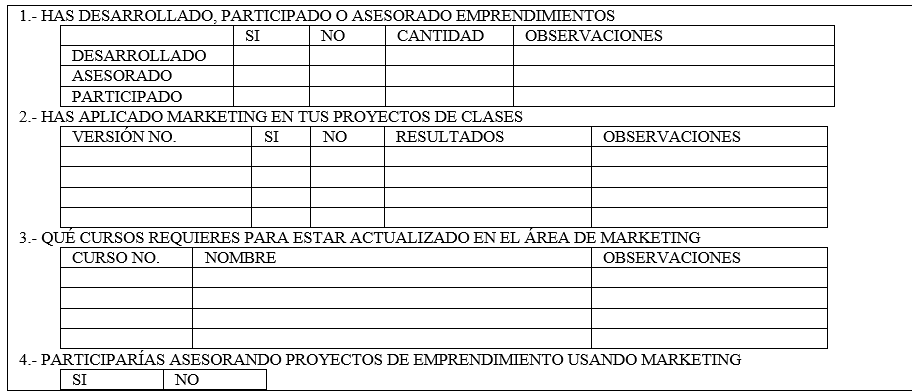 1.- HAS DESARROLLADO, PARTICIPADO O ASESORADO EMPRENDIMIENTOS
SI NO CANTIDAD OBSERVACIONES
DESARROLLADO
ASESORADO
PARTICIPADO
2.- HAS APLICADO MARKETING EN TUS PROYECTOS DE CLASES
VERSIÓN NO. SI NO RESULTADOS OBSERVACIONES
3.- QUÉ CURSOS REQUIERES PARA ESTAR ACTUALIZADO EN EL ÁREA DE MARKETING
CURSO NO. NOMBRE OBSERVACIONES
4.- PARTICIPARÍAS ASESORANDO PROYECTOS DE EMPRENDIMIENTO USANDO MARKETING
SI NO